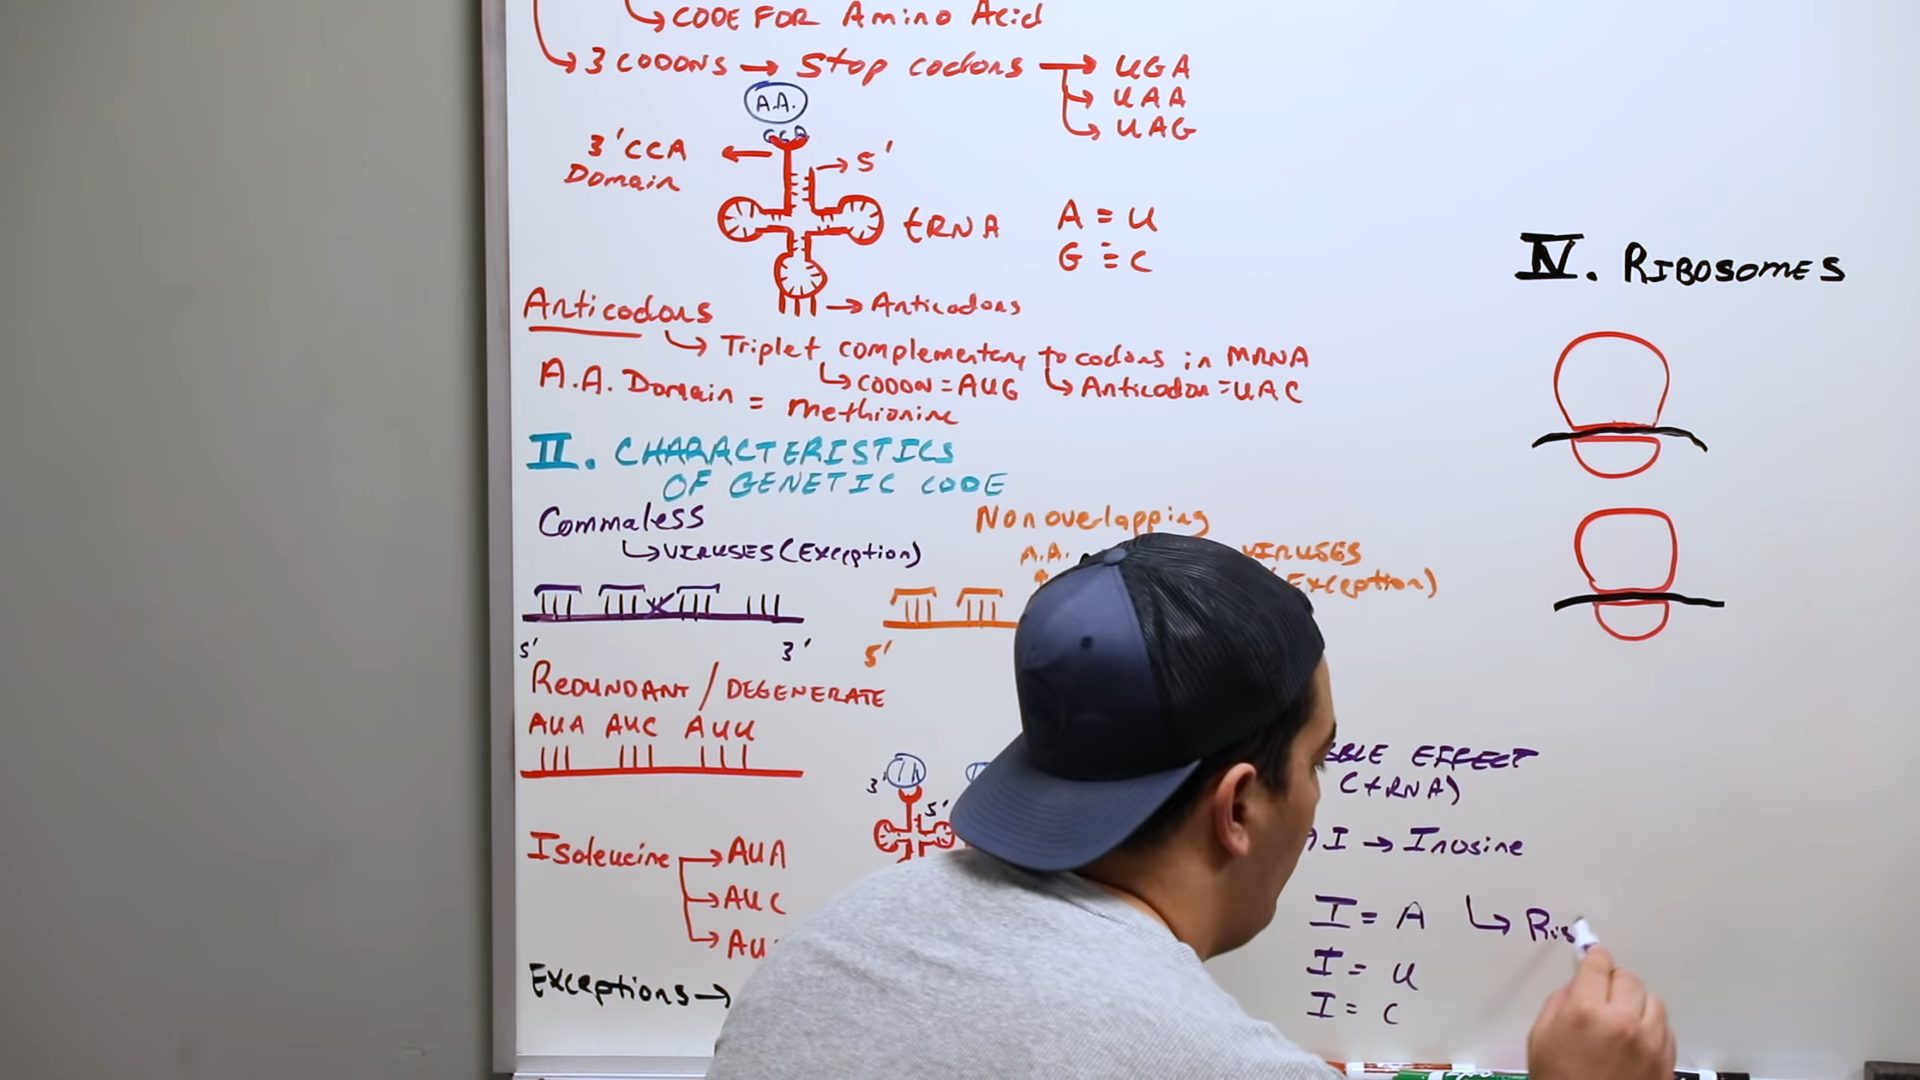 CODE FOR Amino Acid
3 CODONS → Stop codons → UGA
UAA
UAG
A.A.
CCA
3' CCA
Domain
5'
tRNA
A = U
G ≡ C
Anticodons
→ Anticodons
Triplet complementary to codons in MRNA
CODON = AUG
Anticodon = UAC
A.A. Domain = Methionine
II. CHARACTERISTICS
OF GENETIC CODE
Commaless
VIRUSES (Exception)
5' 3'
Nonoverlapping
A.A.
VIRUSES
Exception)
5'
REDUNDANT / DEGENERATE
AUA AUC AUU
Isoleucine → AUA
AUC
AU
Exceptions →
3'
5'
EFFECT
(tRNA)
I → Inosine
I = A
I = U
I = C
IV. RIBOSOMES